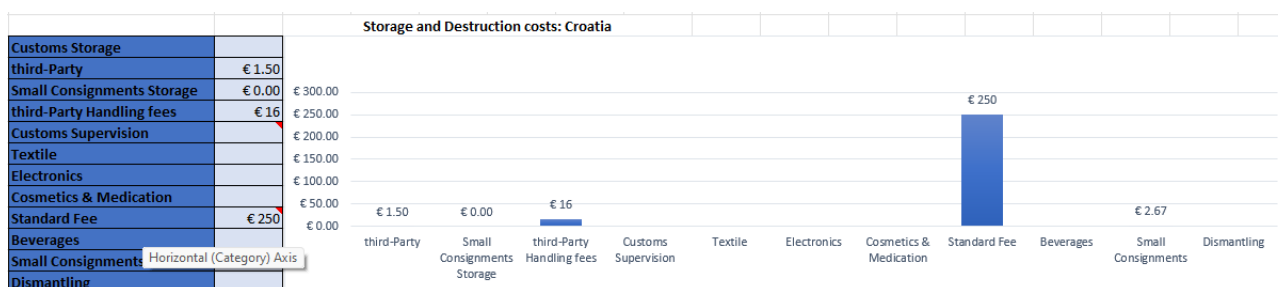 Storage and Destruction costs: Croatia
Customs Storage
third-Party € 1.50
Small Consignments Storage € 0.00
third-Party Handling fees € 16
Customs Supervision
Textile
Electronics
Cosmetics & Medication
Standard Fee € 250
Beverages
Small Consignments
Dismantling
Horizontal (Category) Axis
€ 300.00
€ 250.00
€ 200.00
€ 150.00
€ 100.00
€ 50.00
€ 0.00
€ 1.50 € 0.00 € 16 € 250 € 2.67
third-Party
Small
Consignments
Storage
third-Party
Handling fees
Customs
Supervision
Textile
Electronics
Cosmetics &
Medication
Standard Fee
Beverages
Small
Consignments
Dismantling